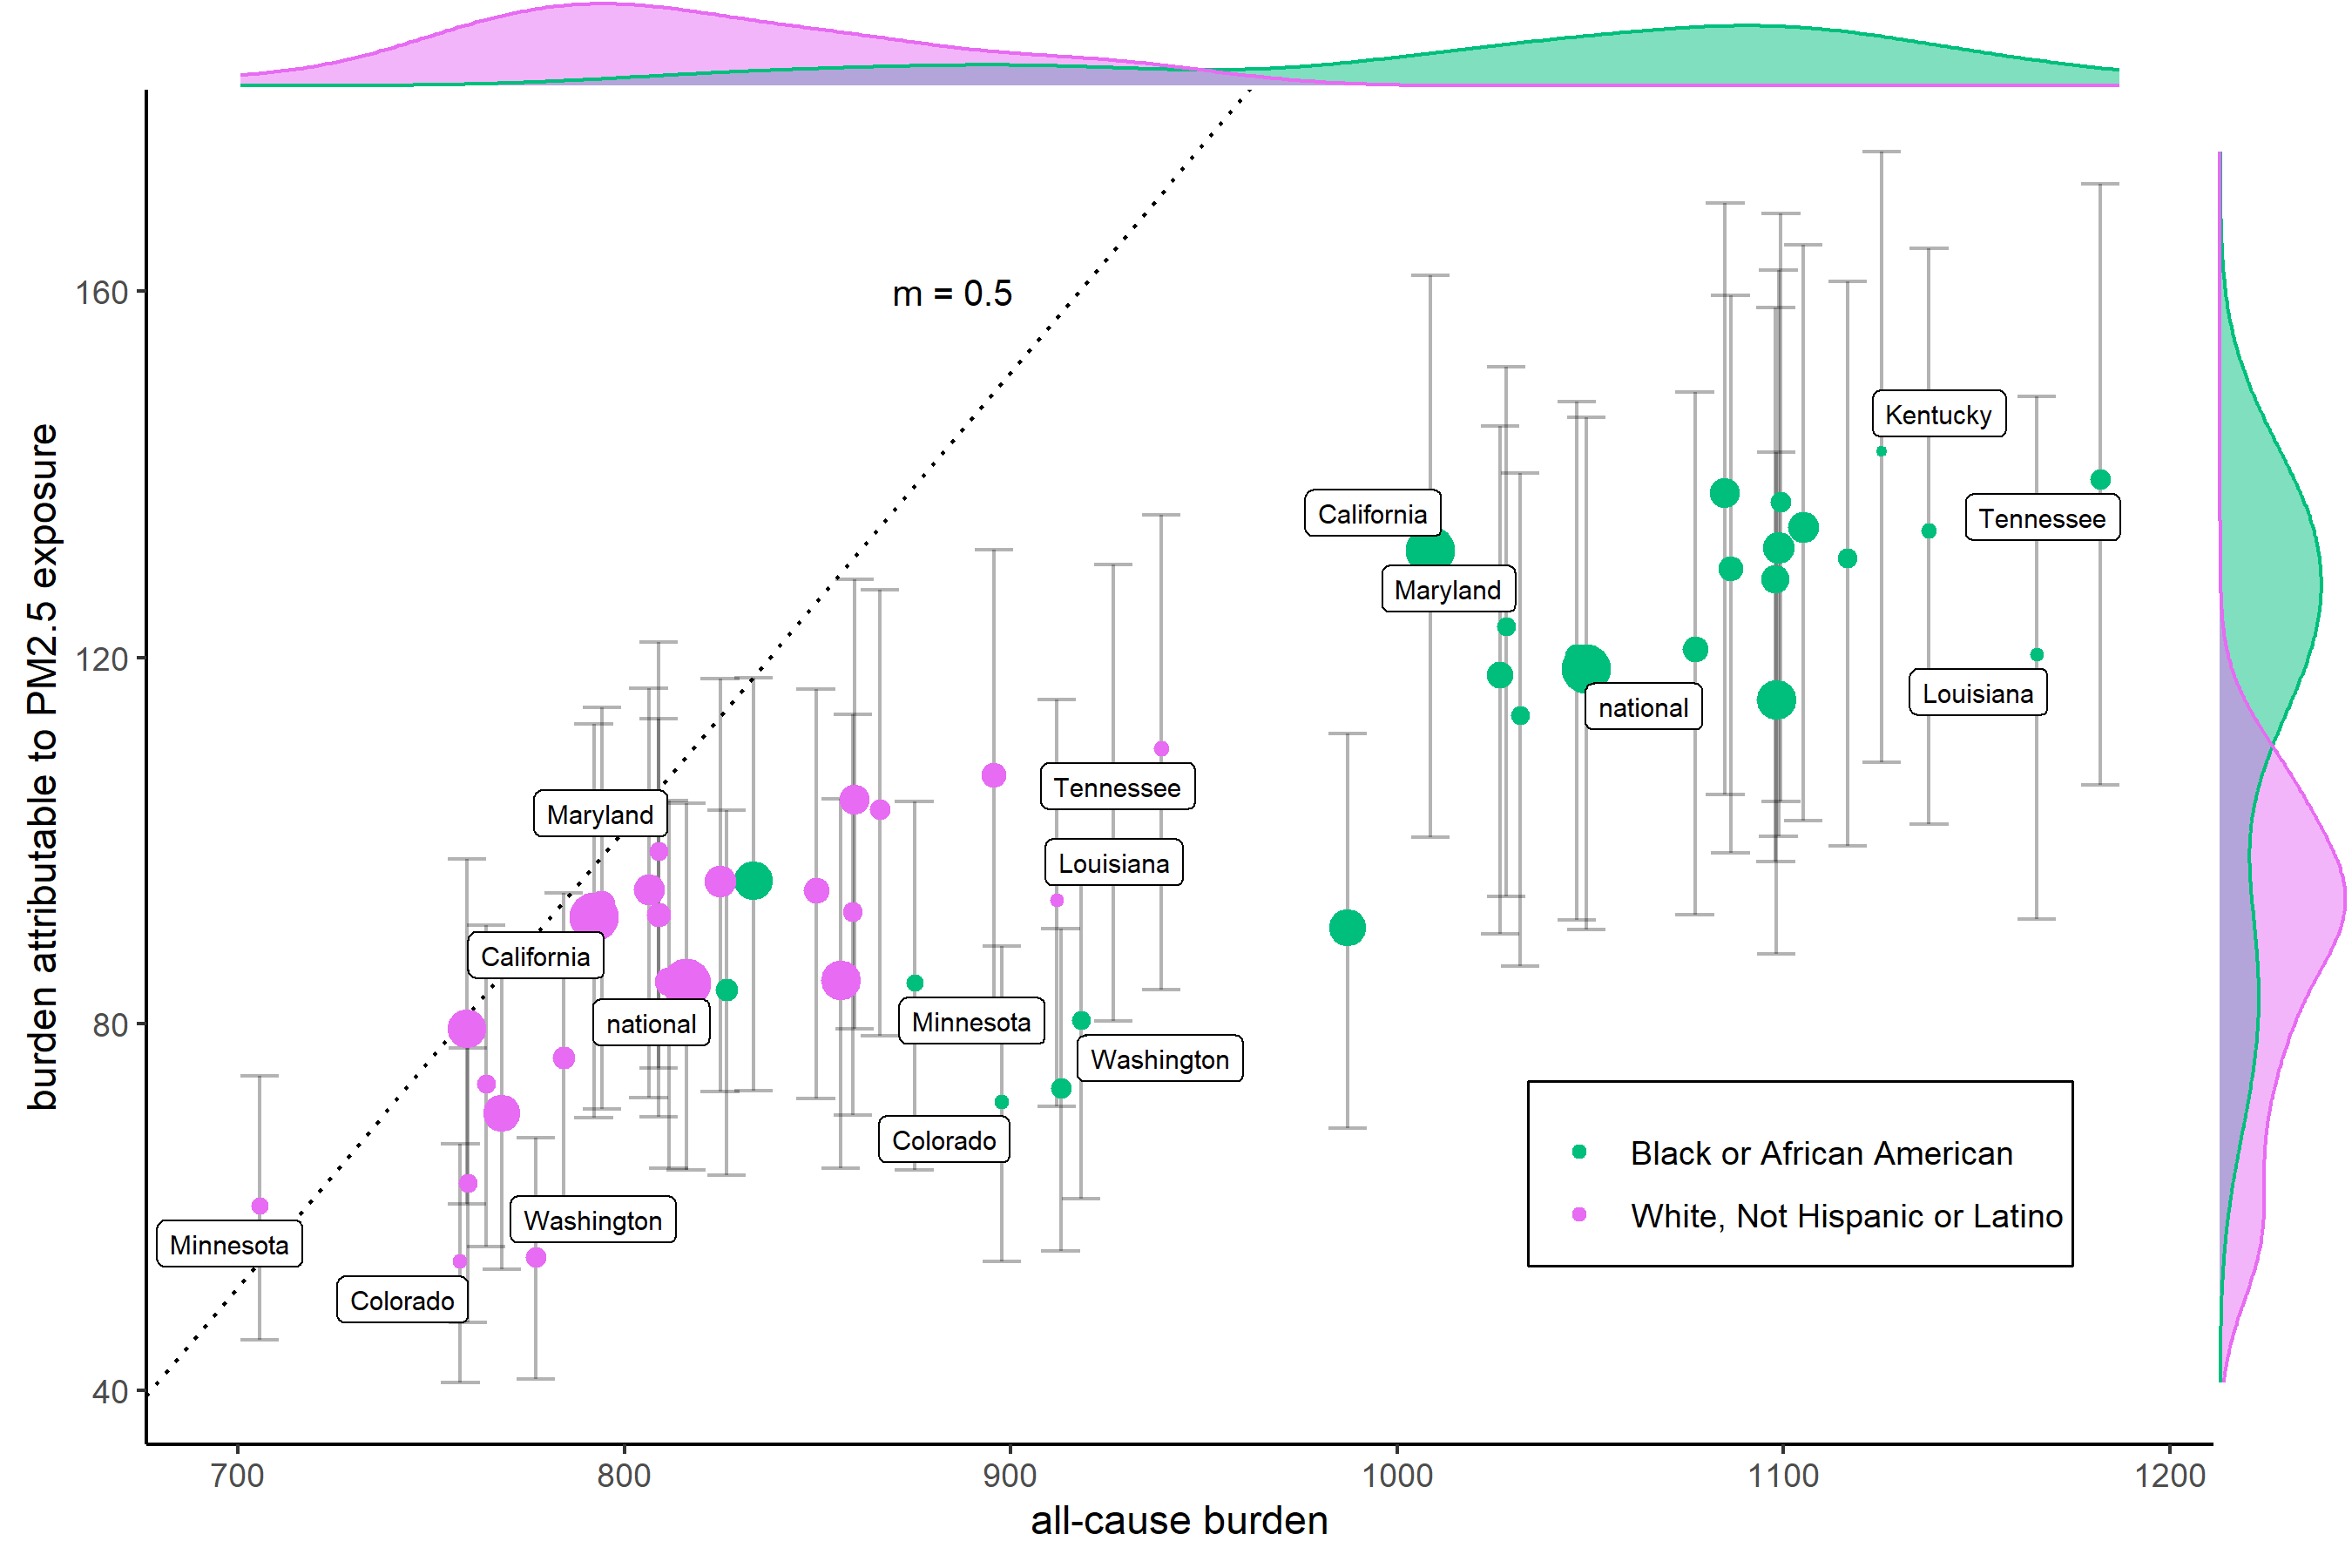 m = 0.5
160
Kentucky
California
Tennessee
Maryland
120
Louisiana
national
Tennessee
Maryland
Louisiana
California
Minnesota
national
80
Washington
Colorado
Black or African American
White, Not Hispanic or Latino
Washington
Minnesota
Colorado
40
burden attributable to PM2.5 exposure
700 800 900 1000 1100 1200
all-cause burden